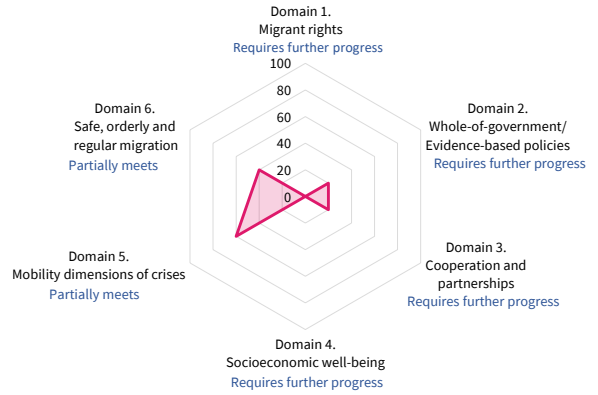 Domain 1.
Migrant rights
Requires further progress
100
80
60
40
20
0
Domain 2.
Whole-of-government/
Evidence-based policies
Requires further progress
Domain 3.
Cooperation and
partnerships
Requires further progress
Domain 4.
Socioeconomic well-being
Requires further progress
Domain 5.
Mobility dimensions of crises
Partially meets
Domain 6.
Safe, orderly and
regular migration
Partially meets